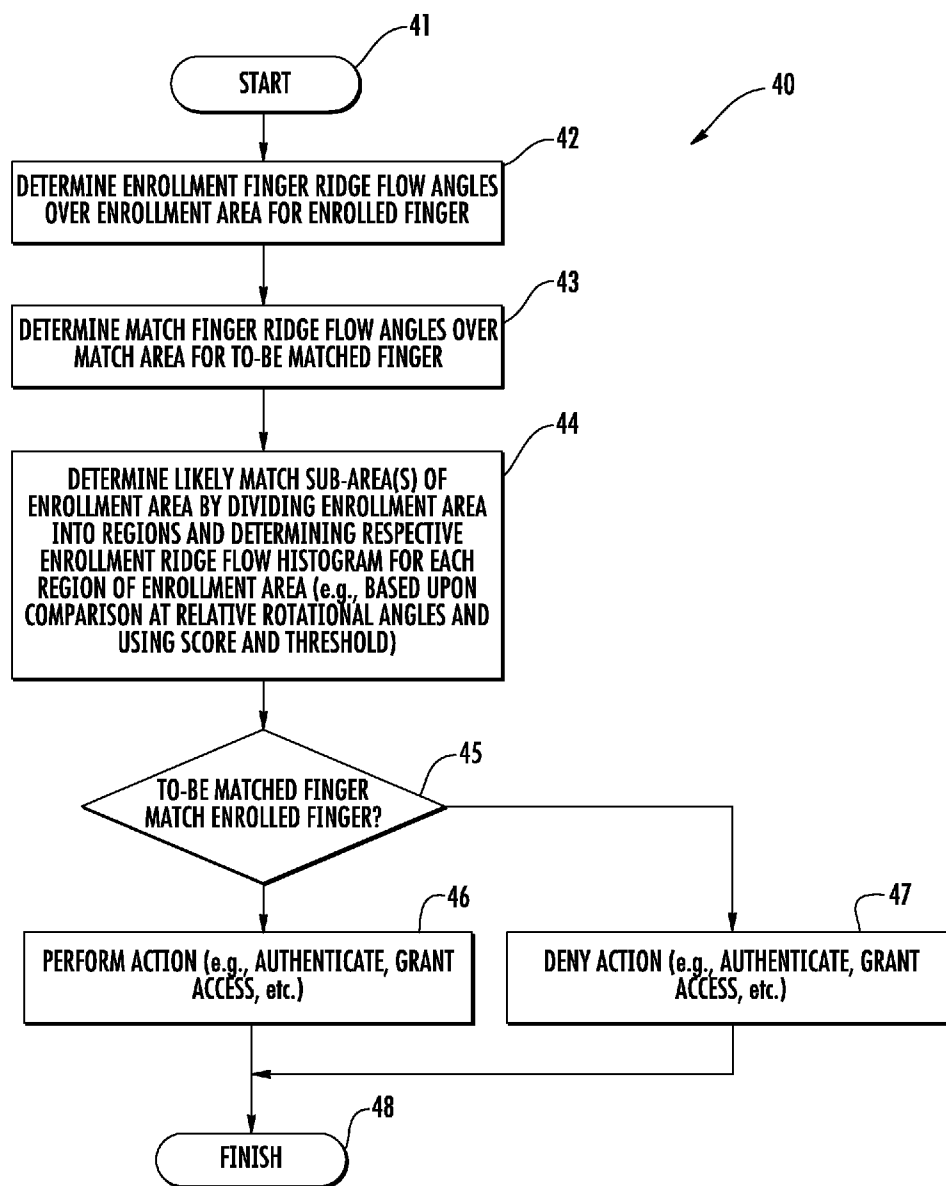 41
START
40
42
DETERMINE ENROLLMENT FINGER RIDGE FLOW ANGLES
OVER ENROLLMENT AREA FOR ENROLLED FINGER
43
DETERMINE MATCH FINGER RIDGE FLOW ANGLES OVER
MATCH AREA FOR TO-BE MATCHED FINGER
44
DETERMINE LIKELY MATCH SUB-AREA(S) OF
ENROLLMENT AREA BY DIVIDING ENROLLMENT AREA
INTO REGIONS AND DETERMINING RESPECTIVE
ENROLLMENT RIDGE FLOW HISTOGRAM FOR EACH
REGION OF ENROLLMENT AREA (e.g., BASED UPON
COMPARISON AT RELATIVE ROTATIONAL ANGLES AND
USING SCORE AND THRESHOLD)
45
TO-BE MATCHED FINGER
MATCH ENROLLED FINGER?
46
PERFORM ACTION (e.g., AUTHENTICATE, GRANT
ACCESS, etc.)
47
DENY ACTION (e.g., AUTHENTICATE, GRANT
ACCESS, etc.)
48
FINISH